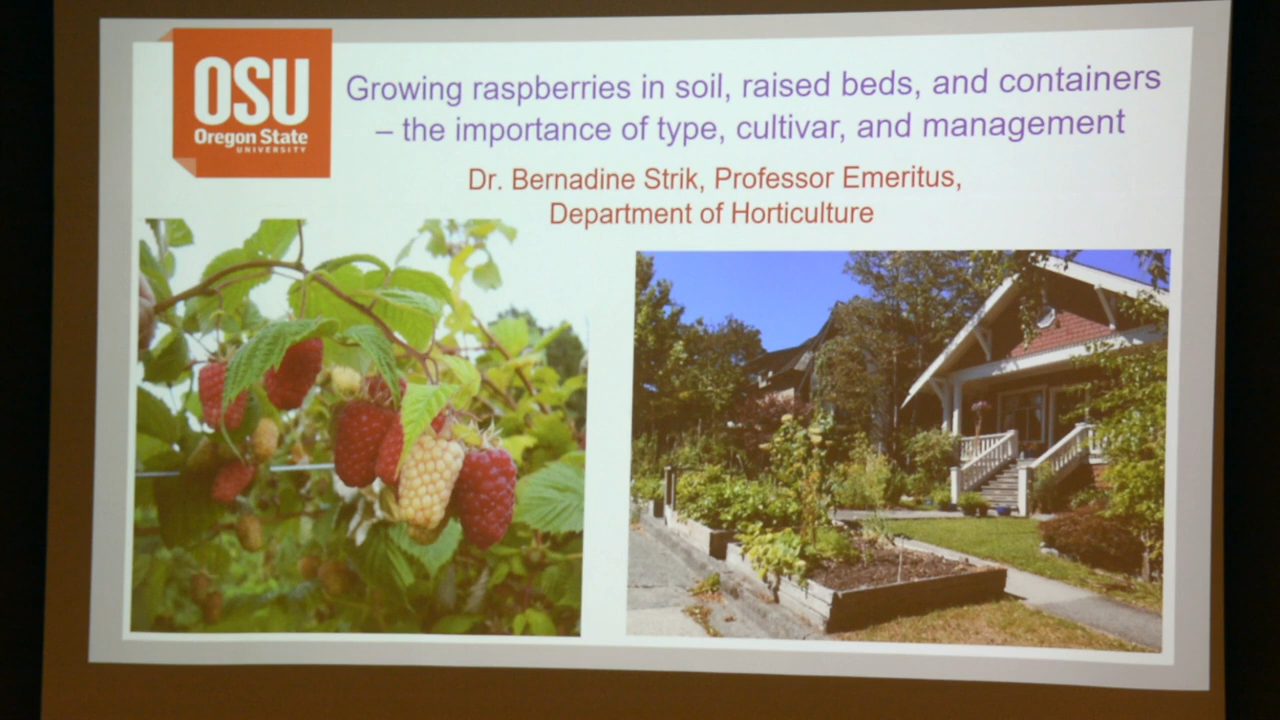 OSU
Oregon State
UNIVERSITY
Growing raspberries in soil, raised beds, and containers
– the importance of type, cultivar, and management
Dr. Bernadine Strik, Professor Emeritus,
Department of Horticulture